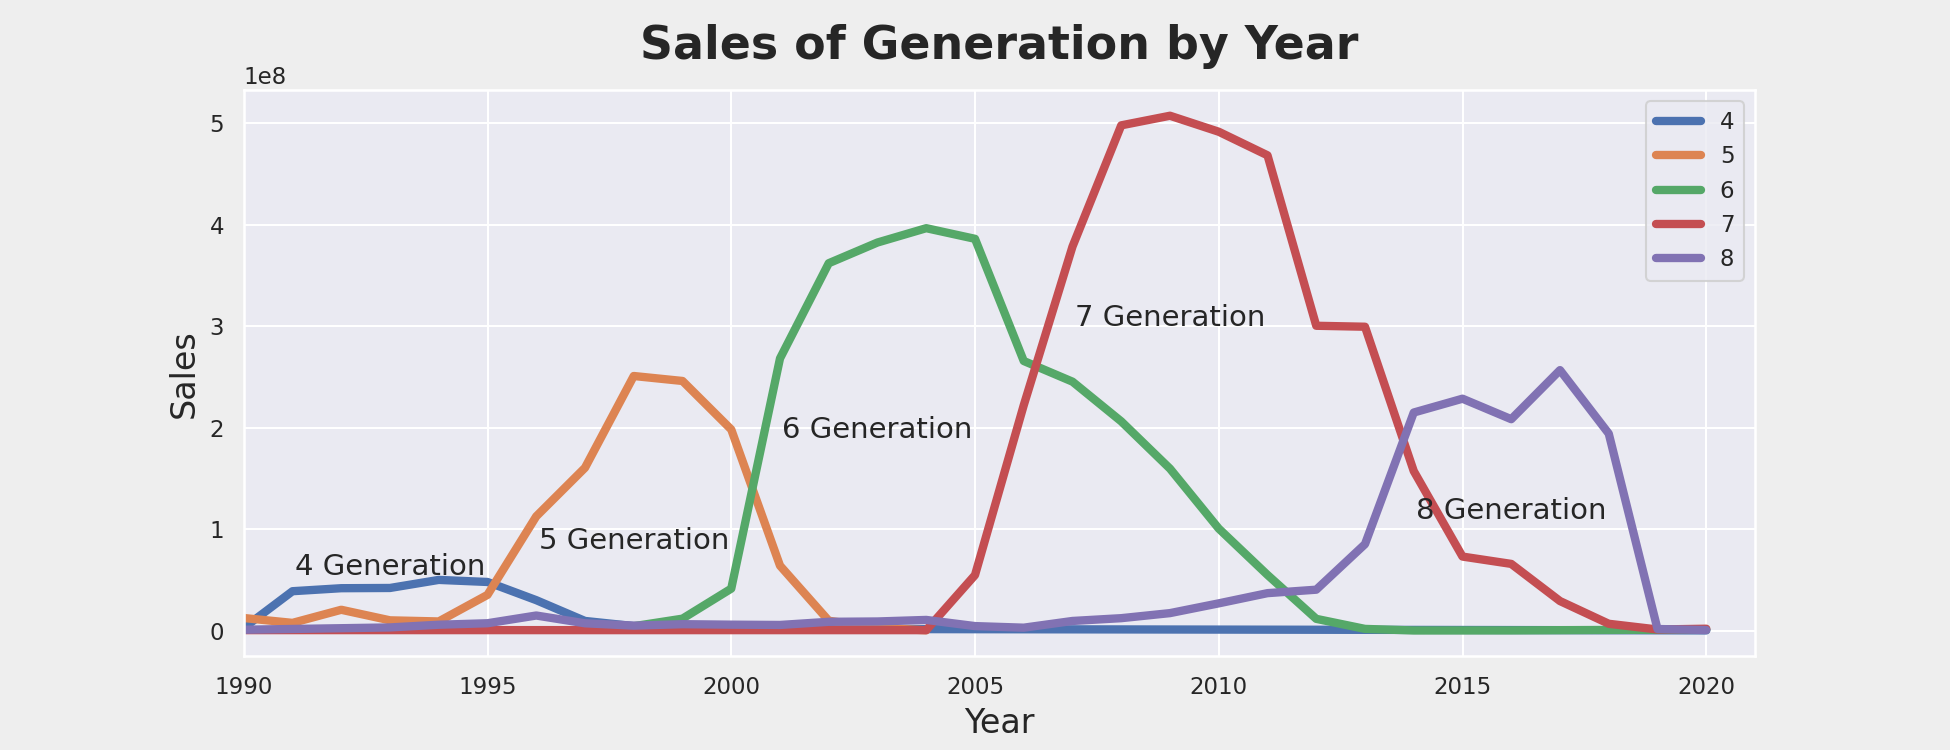 Sales of Generation by Year
1e8
5
4
3
2
1
0
Sales
4 Generation
5 Generation
6 Generation
7 Generation
8 Generation
4
5
6
7
8
1990 1995 2000 2005 2010 2015 2020
Year